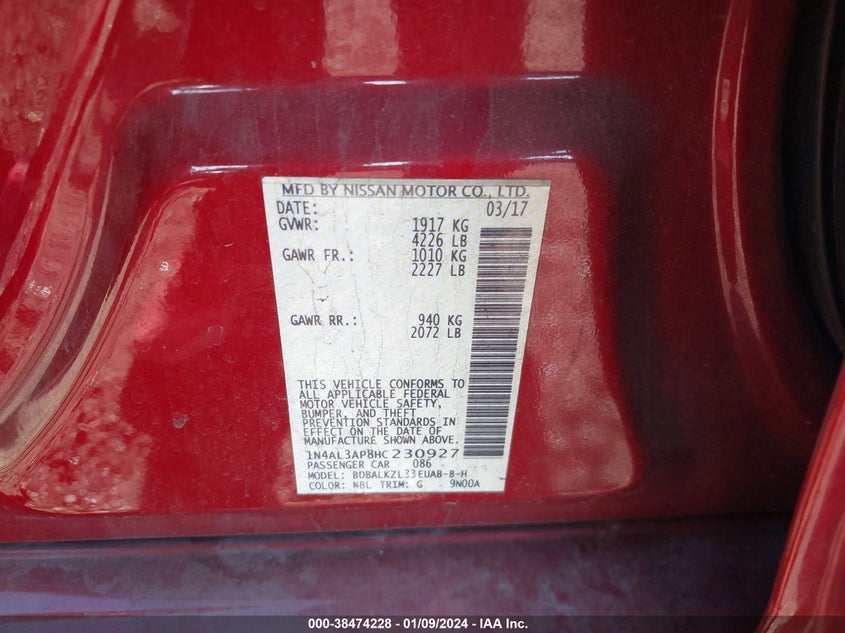 MFD BY NISSAN MOTOR CO., LTD.
DATE: 03/17
GVWR: 1917 KG
4226 LB
GAWR FR.: 1010 KG
2227 LB
GAWR RR.: 940 KG
2072 LB
THIS VEHICLE CONFORMS TO
ALL APPLICABLE FEDERAL
MOTOR VEHICLE SAFETY,
BUMPER, AND THEFT
PREVENTION STANDARDS IN
EFFECT ON THE DATE OF
MANUFACTURE SHOWN ABOVE.
1N4AL3AP8HC230927
PASSENGER CAR 086
MODEL: BDBALKZL33EUAB-B-H
COLOR: NBL TRIM: G 9N00A
000-38474228 - 01/09/2024 - IAA Inc.